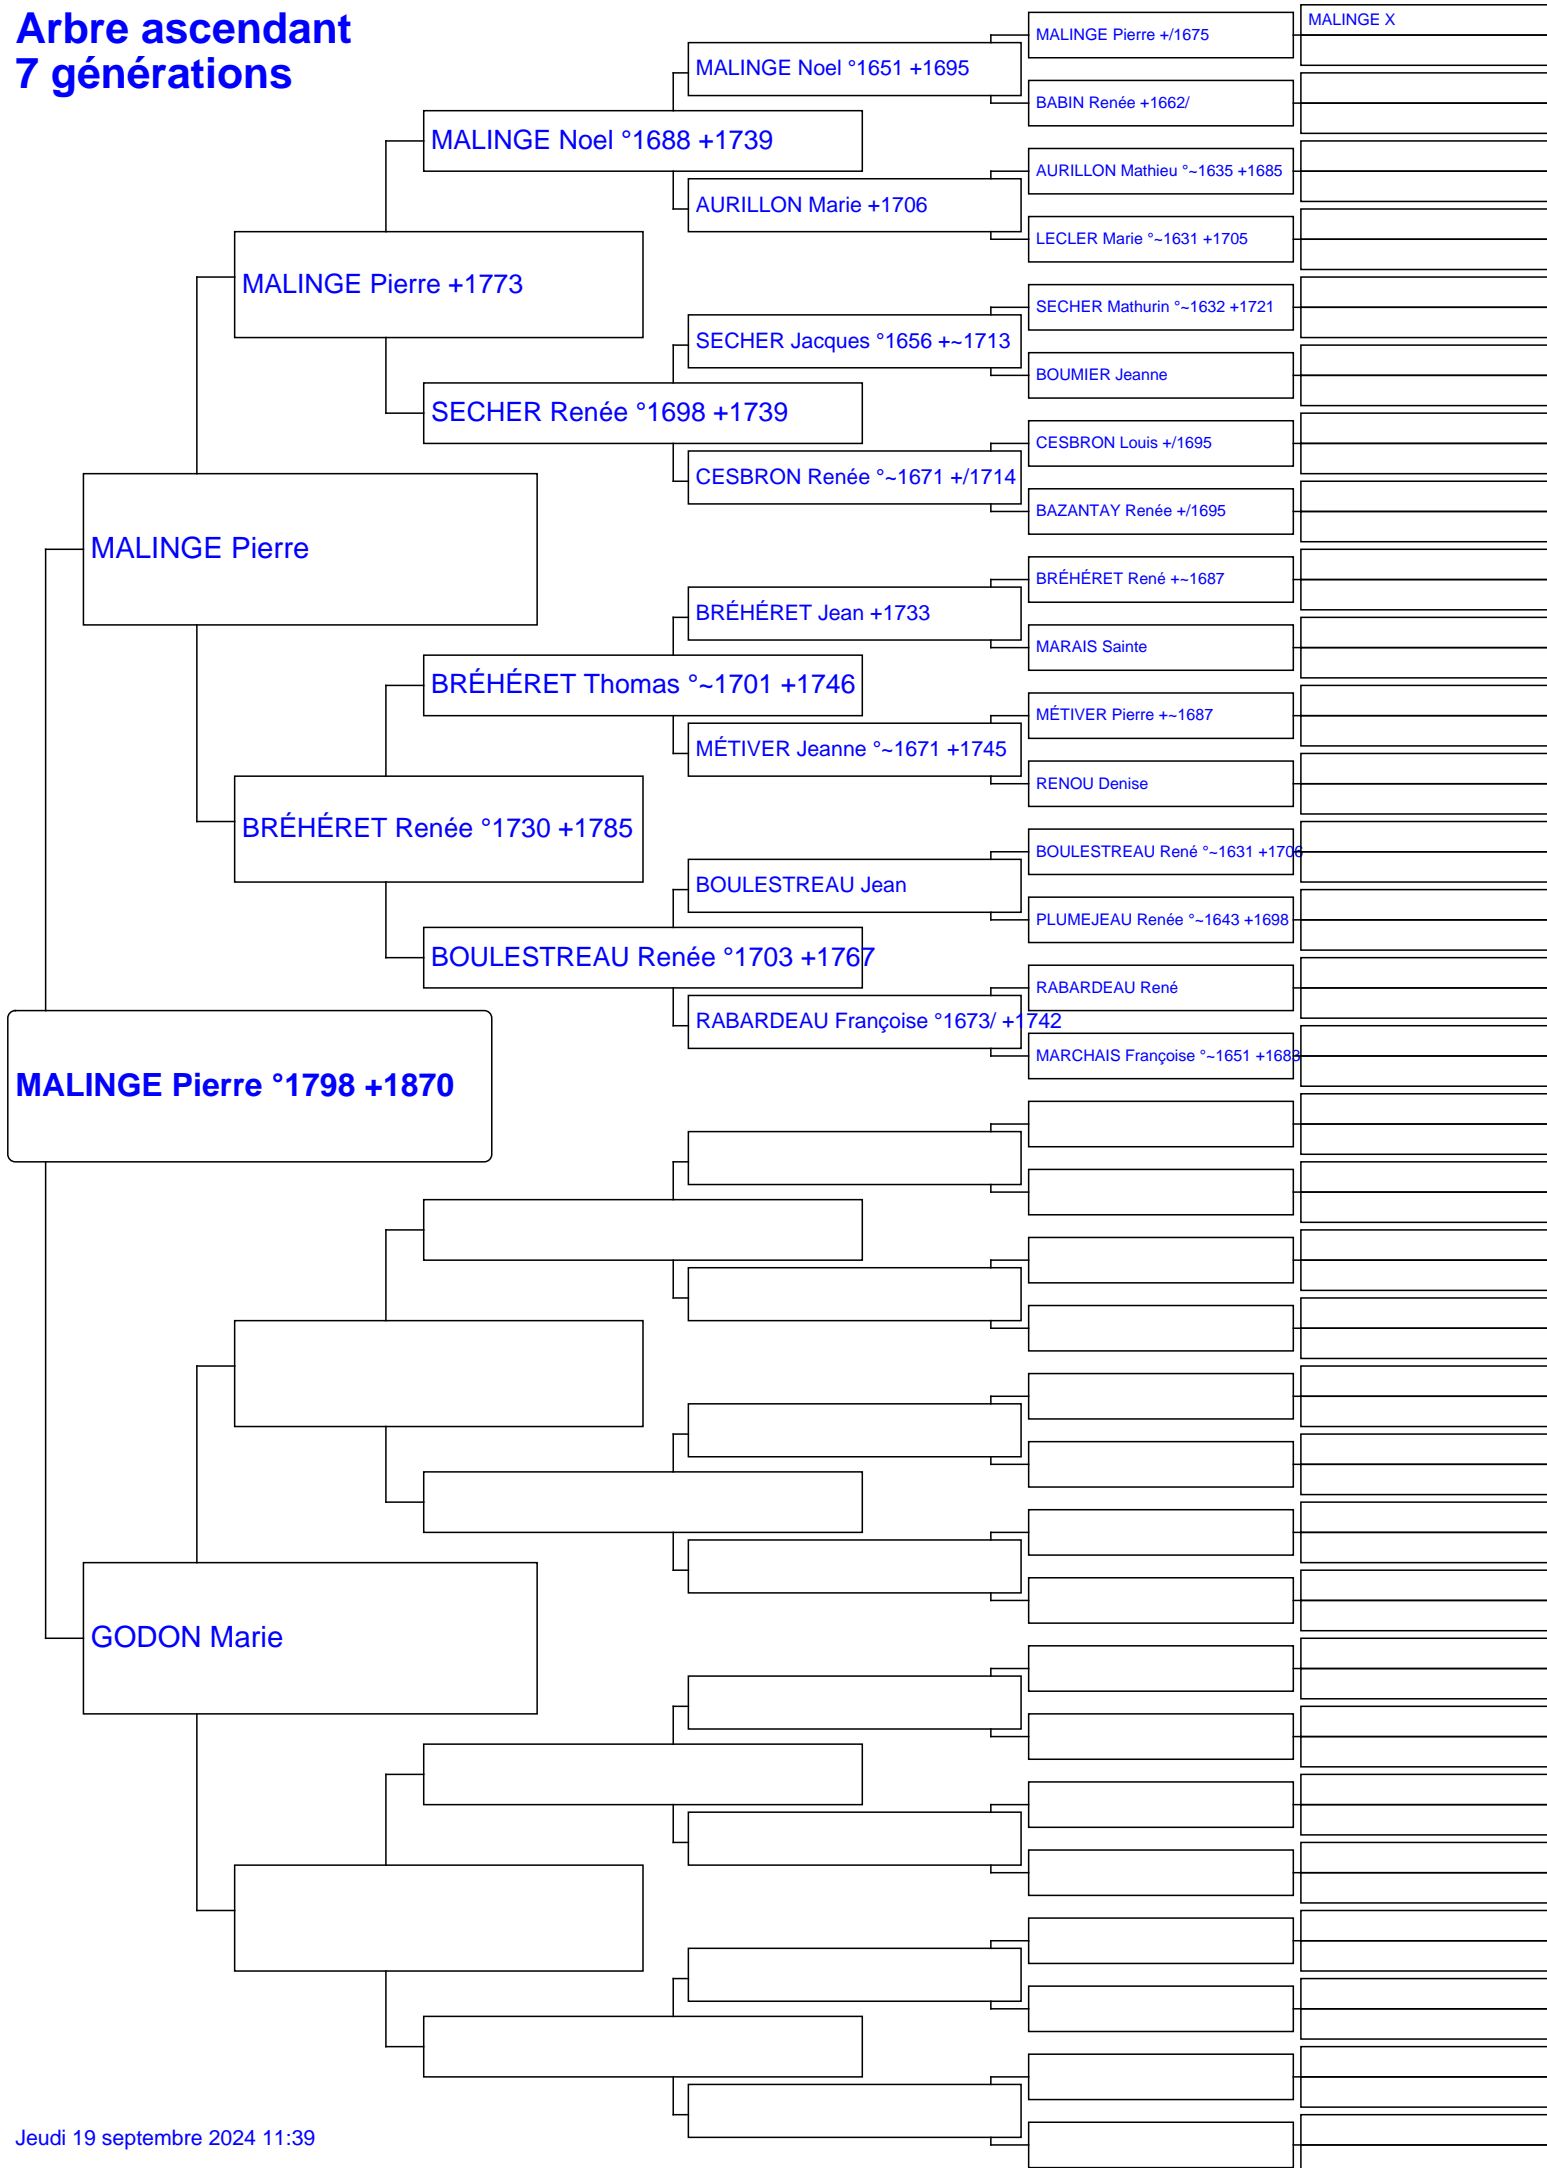 Arbre ascendant
7 générations
MALINGE Pierre °1798 +1870
MALINGE Pierre
GODON Marie
MALINGE Pierre +1773
BRÉHÉRET Renée °1730 +1785
MALINGE Noel °1688 +1739
SECHER Renée °1698 +1739
BRÉHÉRET Thomas °~1701 +1746
BOULESTREAU Renée °1703 +1767
MALINGE Noel °1651 +1695
AURILLON Marie +1706
SECHER Jacques °1656 +~1713
CESBRON Renée °~1671 +/1714
BRÉHÉRET Jean +1733
MÉTIVER Jeanne °~1671 +1745
BOULESTREAU Jean
RABARDEAU Françoise °1673/ +1742
MALINGE Pierre +/1675
BABIN Renée +1662/
AURILLON Mathieu °~1635 +1685
LECLER Marie °~1631 +1705
SECHER Mathurin °~1632 +1721
BOUMIER Jeanne
CESBRON Louis +/1695
BAZANTAY Renée +/1695
BRÉHÉRET René +~1687
MARAIS Sainte
MÉTIVER Pierre +~1687
RENOU Denise
BOULESTREAU René °~1631 +1706
PLUMEJEAU Renée °~1643 +1698
RABARDEAU René
MARCHAIS Françoise °~1651 +1683
MALINGE X
Jeudi 19 septembre 2024 11:39